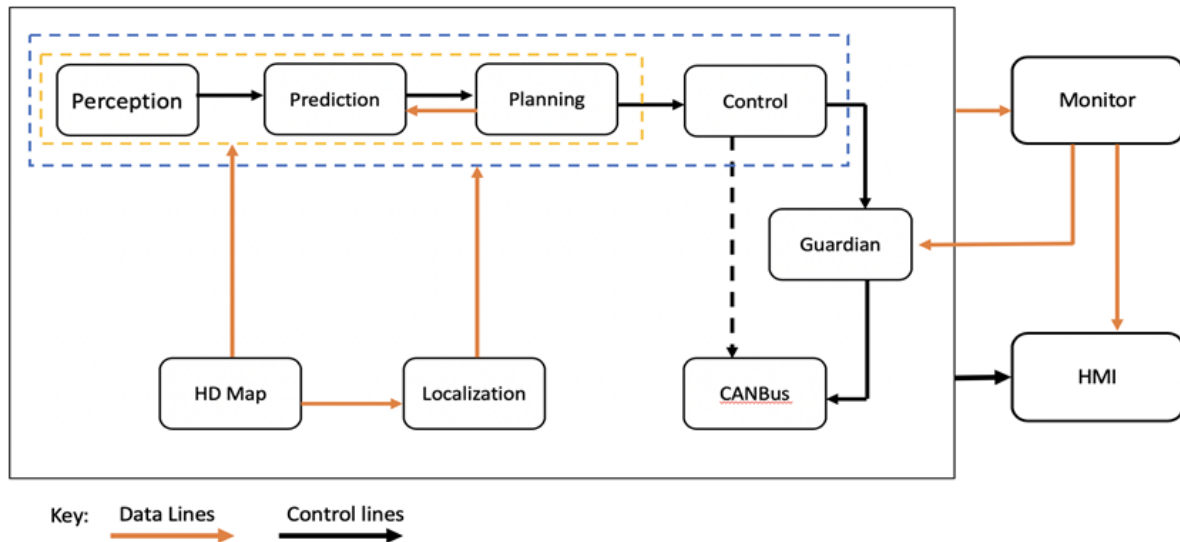 Perception
Prediction
Planning
Control
Monitor
Guardian
HD Map
Localization
CANBus
HMI
Key: Data Lines Control lines